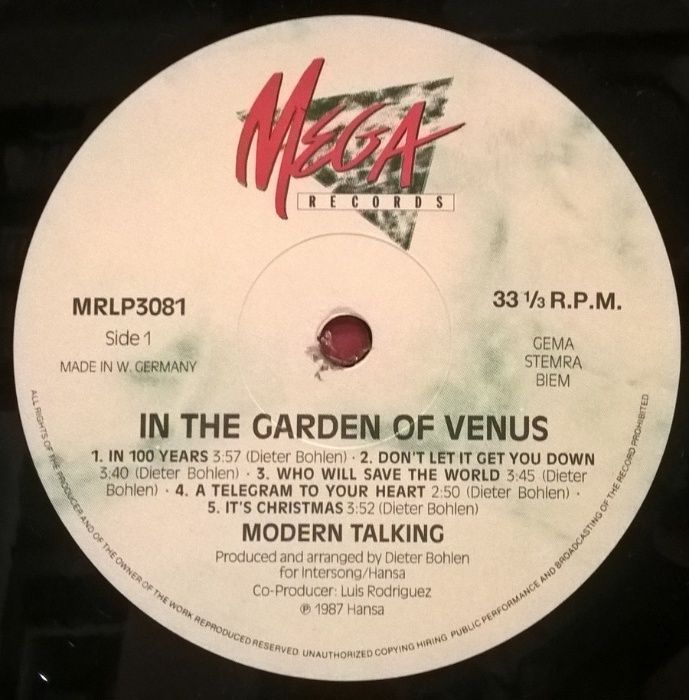 MEGA
RECORDS
MRLP3081
Side 1
MADE IN W. GERMANY
33 1/3 R.P.M.
GEMA
STEMRA
BIEM
IN THE GARDEN OF VENUS
1. IN 100 YEARS 3:57 (Dieter Bohlen) · 2. DON'T LET IT GET YOU DOWN
3:40 (Dieter Bohlen) · 3. WHO WILL SAVE THE WORLD 3:45 (Dieter
Bohlen) · 4. A TELEGRAM TO YOUR HEART 2:50 (Dieter Bohlen) ·
5. IT'S CHRISTMAS 3:52 (Dieter Bohlen)
MODERN TALKING
Produced and arranged by Dieter Bohlen
for Intersong/Hansa
Co-Producer: Luis Rodriguez
℗ 1987 Hansa
ALL RIGHTS OF THE PRODUCER AND OF THE OWNER OF THE WORK REPRODUCED RESERVED. UNAUTHORIZED COPYING HIRING PUBLIC PERFORMANCE AND BROADCASTING OF THE RECORD PROHIBITED